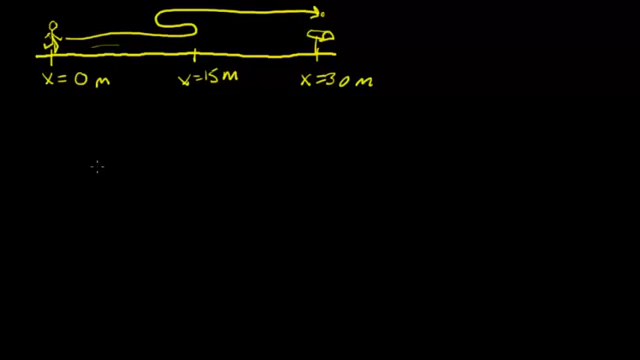 x = 0 m x = 15 m x = 30 m